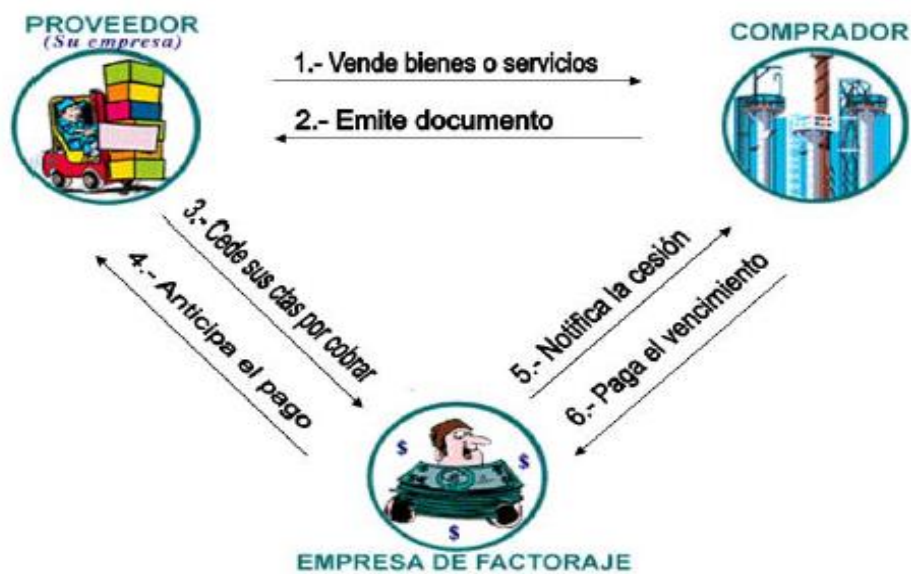 PROVEEDOR
(Su empresa)
COMPRADOR
1.- Vende bienes o servicios
2.- Emite documento
3.- Cede sus ctas por cobrar
4.- Anticipa el pago
5.- Notifica la cesión
6.- Paga el vencimiento
$
$
$
EMPRESA DE FACTORAJE